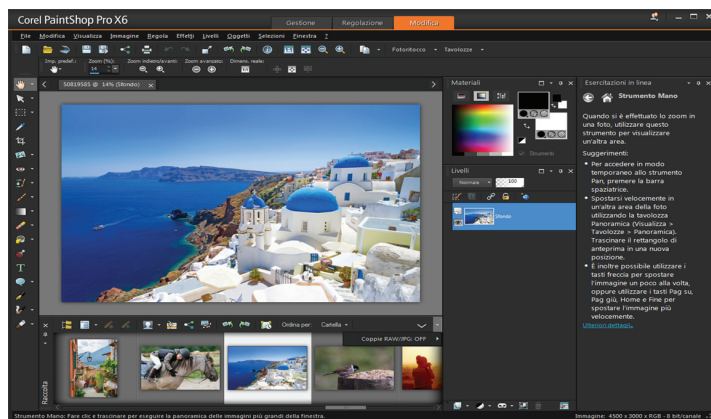 Corel PaintShop Pro X6
Gestione
Regolazione
Modifica
File Modifica Visualizza Immagine Regola Effetti Livelli Oggetti Selezioni Finestra ?
Fotoritocco
Tavolozze
Imp. predef.: Zoom (%): Zoom indietro/avanti: Zoom avanzato: Dimens. reale:
14
S0819585 @ 14% (Sfondo)
Materiali
Strumenti
Livelli
Normale
100
Sfondo
Esercitazioni in linea
Strumento Mano
Quando si è effettuato lo zoom in
una foto, utilizzare questo
strumento per visualizzare
un'altra area.
Suggerimenti:
• Per accedere in modo
temporaneo allo strumento
Pan, premere la barra
spaziatrice.
• Spostarsi velocemente in
un'altra area della foto
utilizzando la tavolozza
Panoramica (Visualizza >
Tavolozze > Panoramica).
Trascinare il rettangolo di
anteprima in una nuova
posizione.
• È inoltre possibile utilizzare i
tasti freccia per spostare
l'immagine un poco alla volta,
oppure utilizzare i tasti Pag su,
Pag giù, Home e Fine per
spostare l'immagine più
velocemente.
Ulteriori dettagli..
Ordina per: Cartella
Coppie RAW/JPG: OFF
Raccolta
Strumento Mano: Fare clic e trascinare per eseguire la panoramica delle immagini più grandi della finestra.
Immagine: 4500 x 3000 x RGB - 8 bit/canale